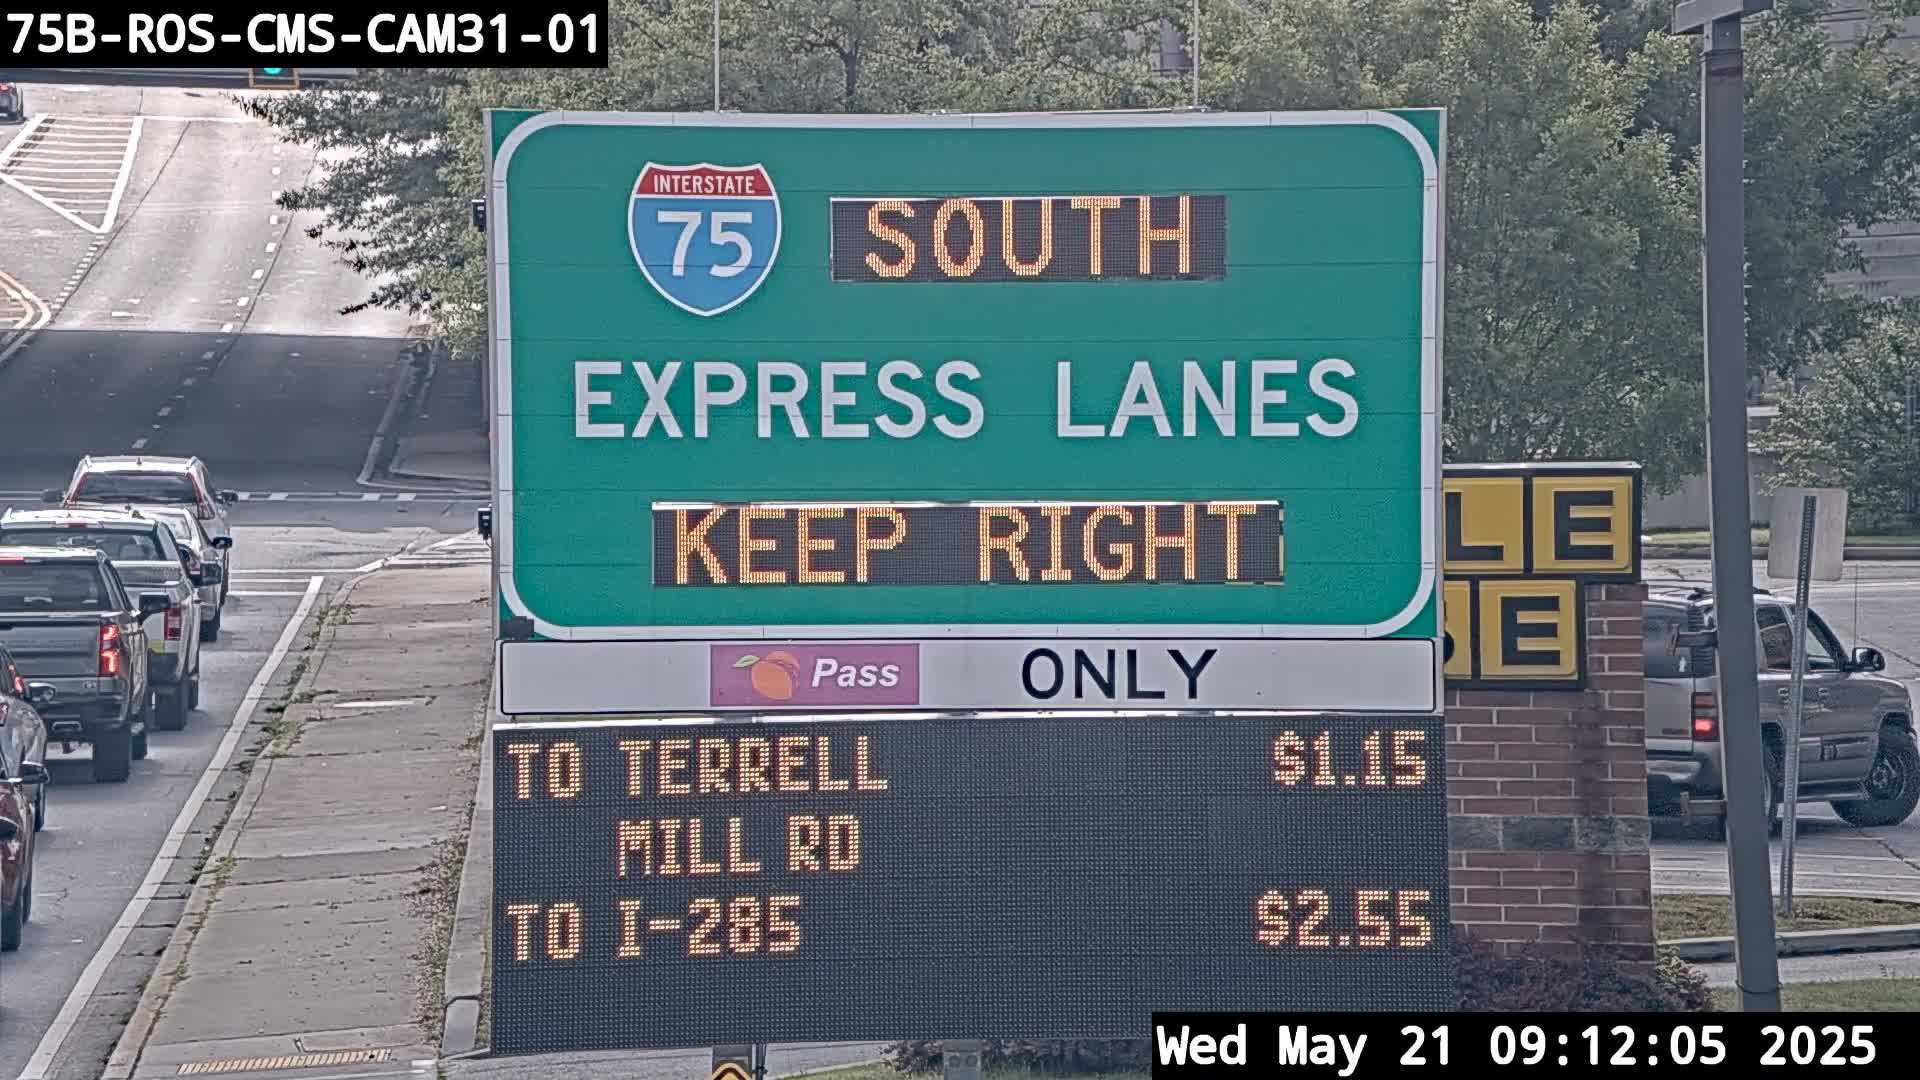 75B-ROS-CMS-CAM31-01
INTERSTATE
75
SOUTH
EXPRESS LANES
KEEP RIGHT
Pass ONLY
TO TERRELL $1.15
MILL RD
TO I-285 $2.55
LE
E
Wed May 21 09:12:05 2025